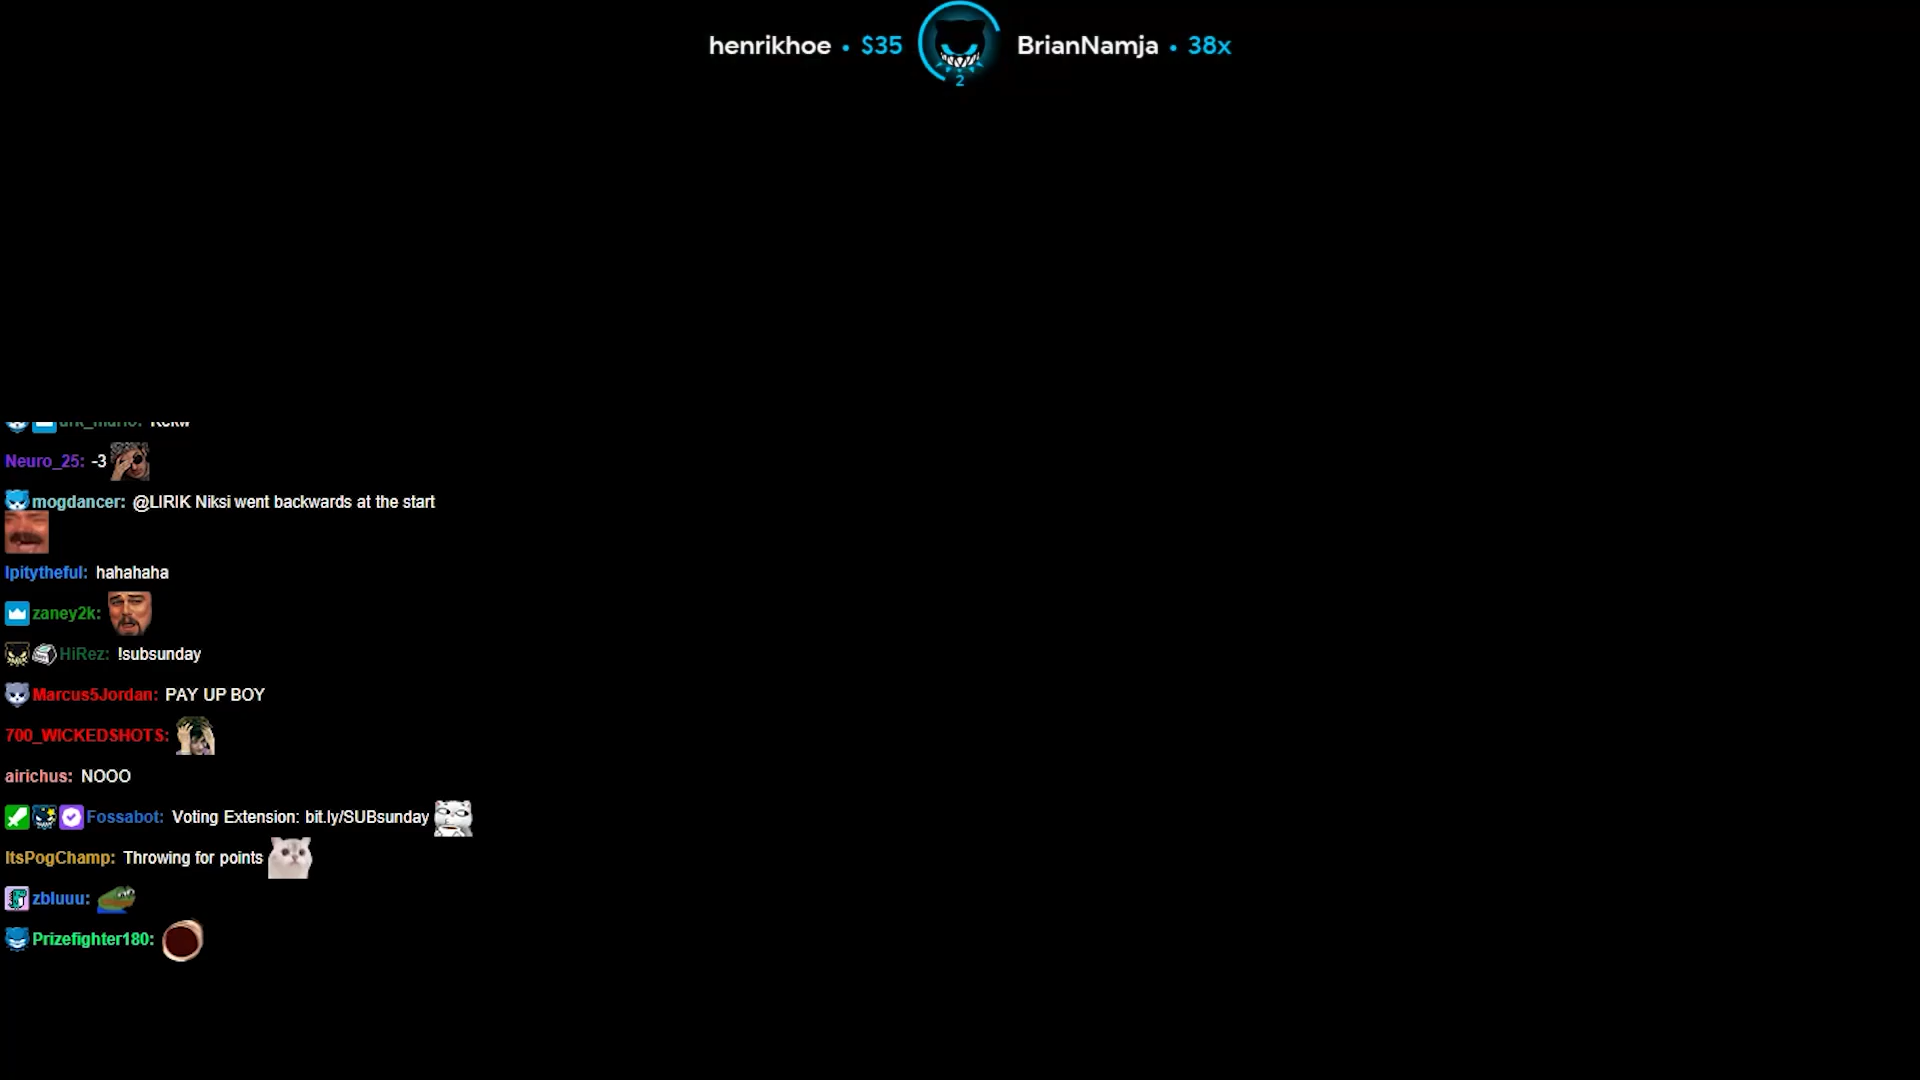 henrikhoe • $35
2
BrianNamja • 38x
Neuro_25: -3
mogdancer: @LIRIK Niksi went backwards at the start
Ipitytheful: hahahaha
zaney2k:
HiRez: !subsunday
Marcus5Jordan: PAY UP BOY
700_WICKEDSHOTS:
airichus: NOOO
Fossabot: Voting Extension: bit.ly/SUBsunday
ItsPogChamp: Throwing for points
zbluuu:
Prizefighter180: